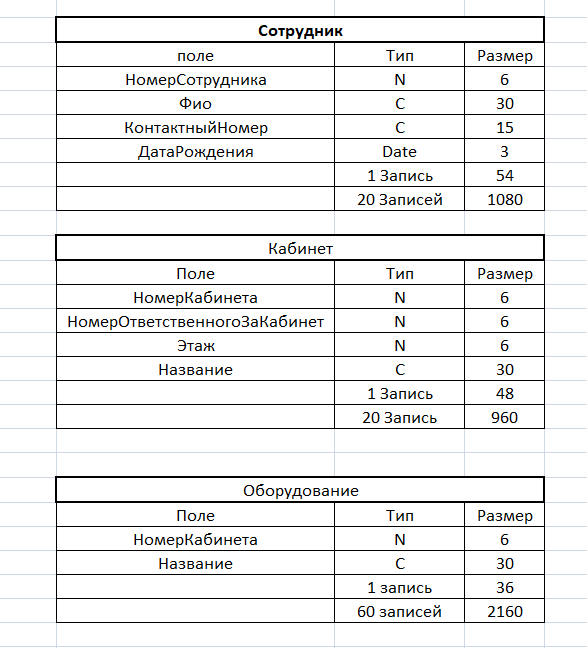 Сотрудник
поле Тип Размер
НомерСотрудника N 6
Фио C 30
КонтактныйНомер C 15
ДатаРождения Date 3
1 Запись 54
20 Записей 1080
Кабинет
Поле Тип Размер
НомерКабинета N 6
НомерОтветственногоЗаКабинет N 6
Этаж N 6
Название C 30
1 Запись 48
20 Запись 960
Оборудование
Поле Тип Размер
НомерКабинета N 6
Название C 30
1 запись 36
60 записей 2160